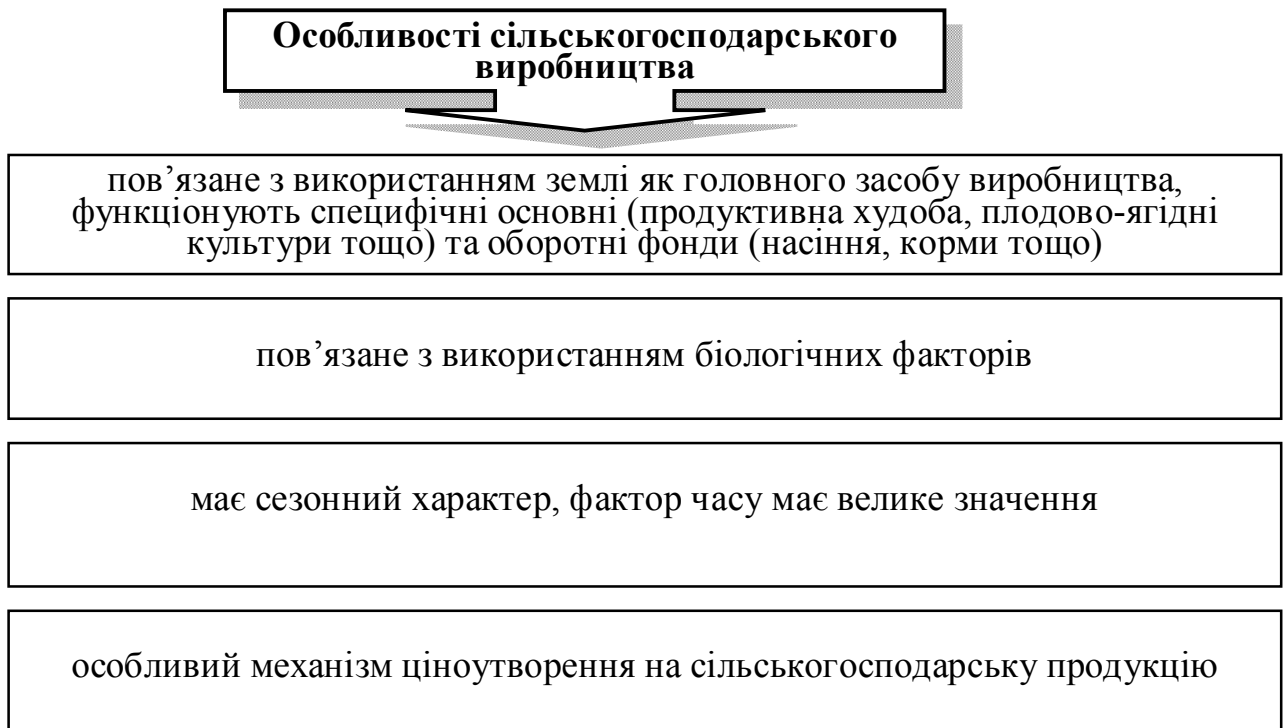 Особливості сільськогосподарського
виробництва
пов’язане з використанням землі як головного засобу виробництва,
функціонують специфічні основні (продуктивна худоба, плодово-ягідні
культури тощо) та оборотні фонди (насіння, корми тощо)
пов’язане з використанням біологічних факторів
має сезонний характер, фактор часу має велике значення
особливий механізм ціноутворення на сільськогосподарську продукцію